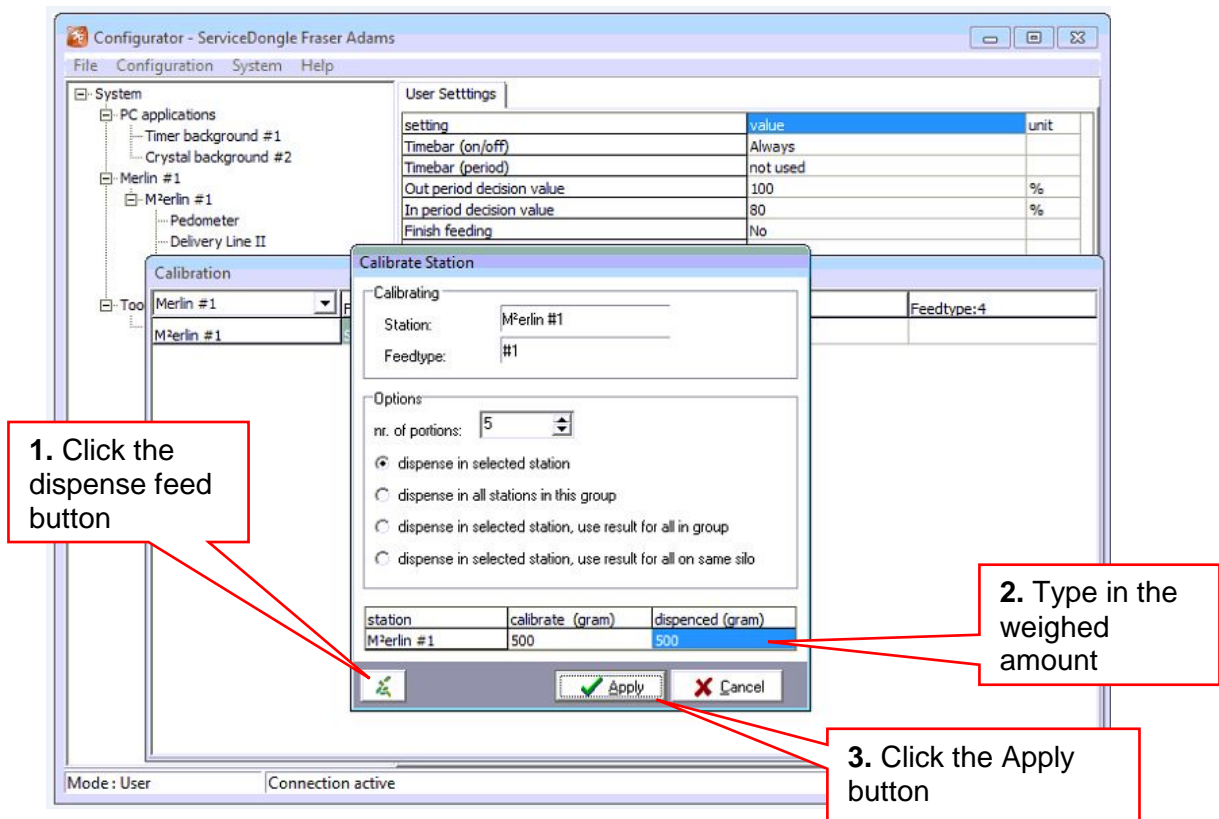 Configurator - ServiceDongle Fraser Adams
File Configuration System Help
System
PC applications
Timer background #1
Crystal background #2
Merlin #1
M²erlin #1
Pedometer
Delivery Line II
Too
User Setttings
setting value unit
Timebar (on/off) Always
Timebar (period) not used
Out period decision value 100 %
In period decision value 80 %
Finish feeding No
Calibration
Merlin #1
Feedtype:4
M²erlin #1
Calibrate Station
Calibrating
Station: M²erlin #1
Feedtype: #1
Options
nr. of portions: 5
dispense in selected station
dispense in all stations in this group
dispense in selected station, use result for all in group
dispense in selected station, use result for all on same silo
station calibrate (gram) dispenced (gram)
M²erlin #1 500 500
Apply Cancel
1. Click the
dispense feed
button
2. Type in the
weighed
amount
3. Click the Apply
button
Mode : User Connection active